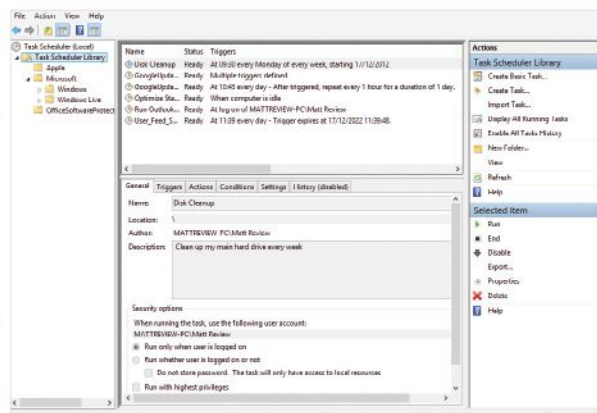 File Action View Help
Task Scheduler (Local)
Task Scheduler Library
Apple
Microsoft
Windows
Windows Live
OfficeSoftwareProtect
Name Status Triggers
Disk Cleanup Ready At 09:30 every Monday of every week, starting 17/12/2012
GoogleUpda... Ready Multiple triggers defined
GoogleUpda... Ready At 10:45 every day - After triggered, repeat every 1 hour for a duration of 1 day.
Optimize Sta... Ready When computer is idle
Run Outlook... Ready At log on of MATTREVIEW-PC\Matt Review
User_Feed_S... Ready At 11:39 every day - Trigger expires at 17/12/2022 11:39:48.
General Triggers Actions Conditions Settings History (disabled)
Name: Disk Cleanup
Location: \
Author: MATTREVIEW-PC\Matt Review
Description: Clean up my main hard drive every week
Security options
When running the task, use the following user account:
MATTREVIEW-PC\Matt Review
Run only when user is logged on
Run whether user is logged on or not
Do not store password. The task will only have access to local resources
Run with highest privileges
Actions
Task Scheduler Library
Create Basic Task...
Create Task...
Import Task...
Display All Running Tasks
Enable All Tasks History
New Folder...
View
Refresh
Help
Selected Item
Run
End
Disable
Export...
Properties
Delete
Help